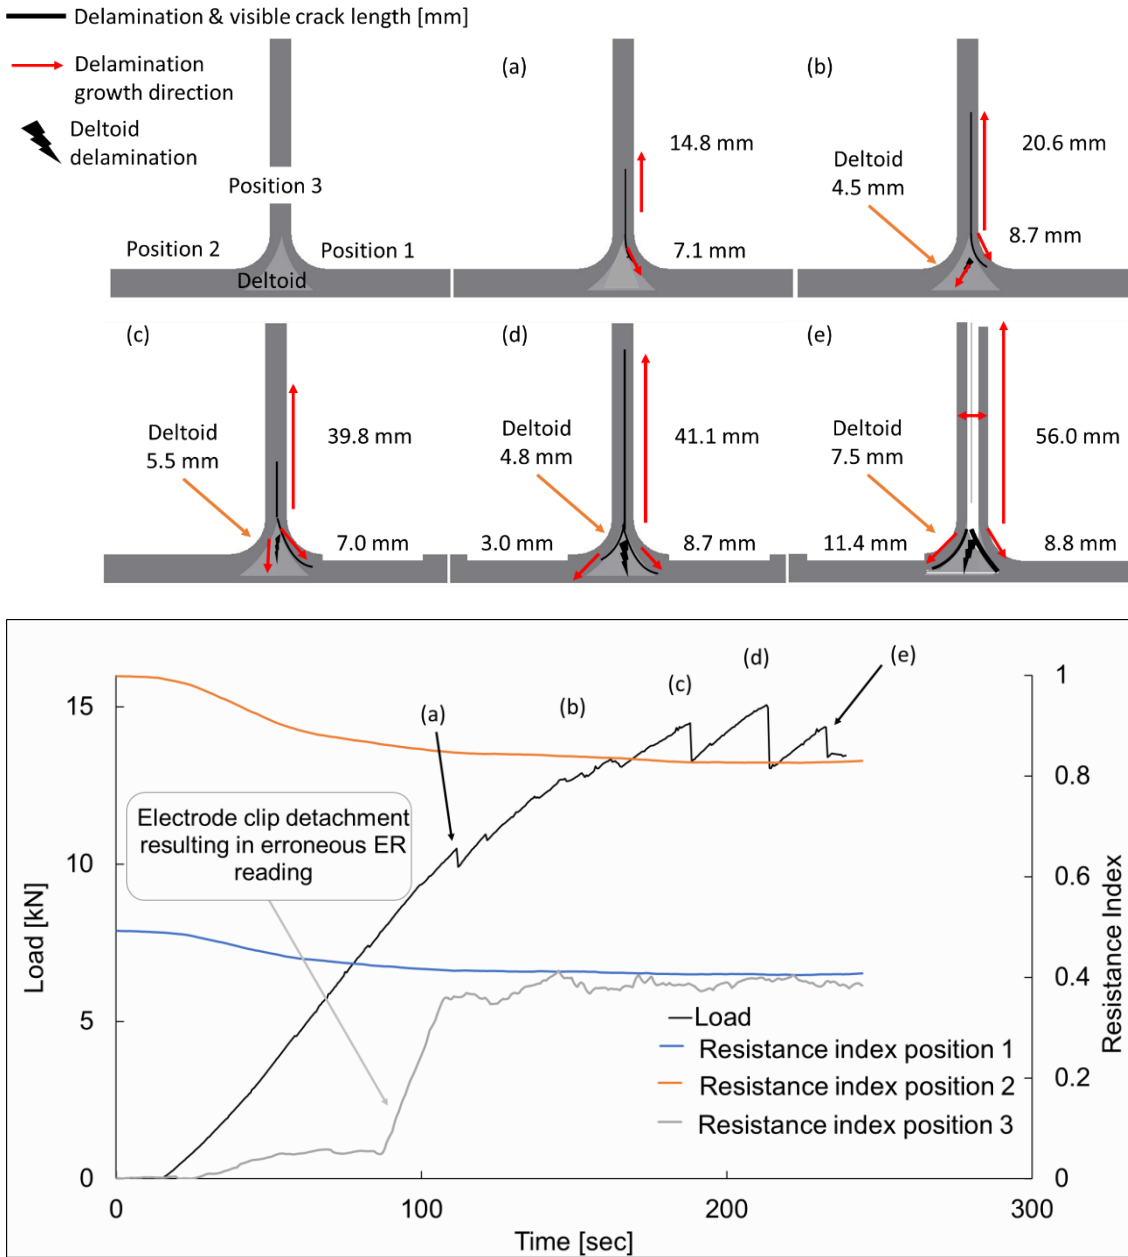 Delamination & visible crack length [mm]
Delamination
growth direction
Deltoid
delamination
Position 3
Position 2
Position 1
Deltoid
(a)
14.8 mm
7.1 mm
(b)
Deltoid
4.5 mm
20.6 mm
8.7 mm
(c)
Deltoid
5.5 mm
39.8 mm
7.0 mm
(d)
Deltoid
4.8 mm
41.1 mm
3.0 mm
8.7 mm
(e)
Deltoid
7.5 mm
56.0 mm
11.4 mm
8.8 mm
(a)
(b)
(c)
(d)
(e)
Electrode clip detachment
resulting in erroneous ER
reading
Load
Resistance index position 1
Resistance index position 2
Resistance index position 3
15
10
5
0
Load [kN]
1
0.8
0.6
0.4
0.2
0
Resistance Index
0
100
200
300
Time [sec]